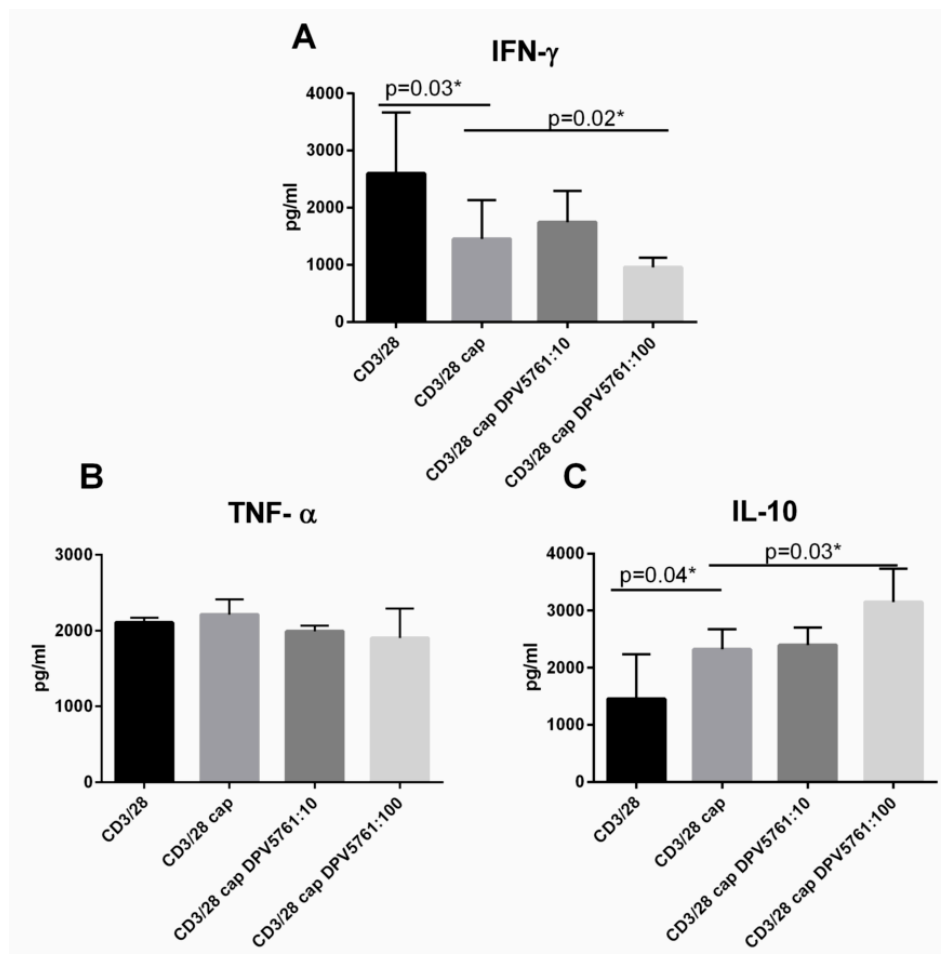 A
IFN-γ
p=0.03*
p=0.02*
4000
3000
2000
1000
0
pg/ml
CD3/28
CD3/28 cap
CD3/28 cap DPV5761:10
CD3/28 cap DPV5761:100
B
TNF- α
3000
2000
1000
0
pg/ml
CD3/28
CD3/28 cap
CD3/28 cap DPV5761:10
CD3/28 cap DPV5761:100
C
IL-10
p=0.03*
p=0.04*
4000
3000
2000
1000
0
pg/ml
CD3/28
CD3/28 cap
CD3/28 cap DPV5761:10
CD3/28 cap DPV5761:100